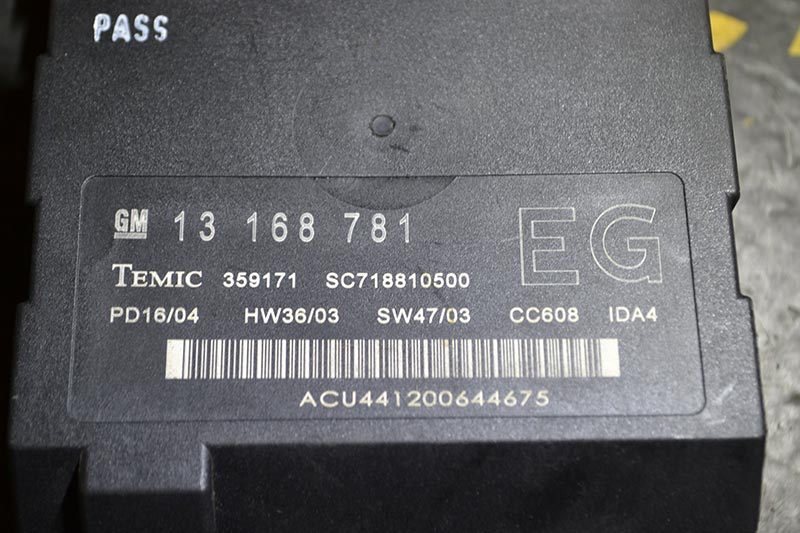 PASS
GM 13 168 781 EG
TEMIC 359171 SC718810500
PD16/04 HW36/03 SW47/03 CC608 IDA4
ACU441200644675